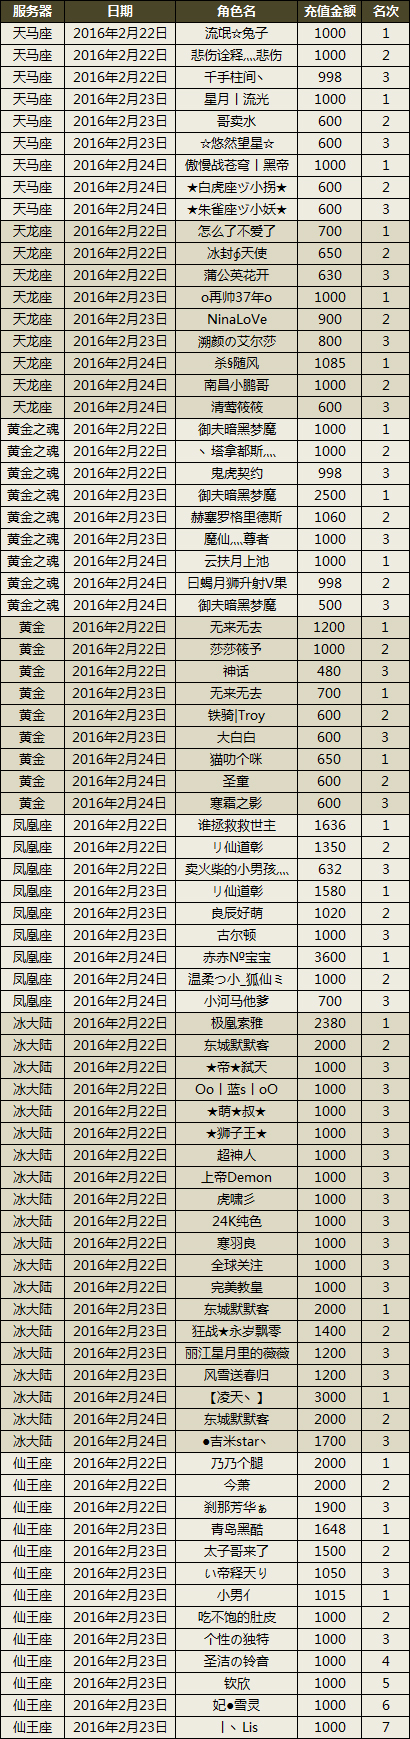 服务器 日期 角色名 充值金额 名次
天马座 2016年2月22日 流氓☆兔子 1000 1
天马座 2016年2月22日 悲伤诠释灬悲伤 1000 2
天马座 2016年2月22日 千手柱间丶 998 3
天马座 2016年2月23日 星月丨流光 1000 1
天马座 2016年2月23日 哥卖水 600 2
天马座 2016年2月23日 ☆悠然望星☆ 600 3
天马座 2016年2月24日 傲慢战苍穹丨黑帝 1000 1
天马座 2016年2月24日 ★白虎座ヅ小拐★ 600 2
天马座 2016年2月24日 ★朱雀座ヅ小妖★ 600 3
天龙座 2016年2月22日 怎么了不爱了 700 1
天龙座 2016年2月22日 冰封∮天使 650 2
天龙座 2016年2月22日 蒲公英花开 630 3
天龙座 2016年2月23日 o再帅37年o 1000 1
天龙座 2016年2月23日 NinaLoVe 900 2
天龙座 2016年2月23日 溯颜の艾尔莎 800 3
天龙座 2016年2月24日 杀§随风 1085 1
天龙座 2016年2月24日 南昌小鹏哥 1000 2
天龙座 2016年2月24日 清莺筱筱 600 3
黄金之魂 2016年2月22日 御夫暗黑梦魔 1000 1
黄金之魂 2016年2月22日 丶塔拿都斯灬 1000 2
黄金之魂 2016年2月22日 鬼虎契约 998 3
黄金之魂 2016年2月23日 御夫暗黑梦魔 2500 1
黄金之魂 2016年2月23日 赫塞罗格里德斯 1060 2
黄金之魂 2016年2月23日 魔仙灬尊者 1000 3
黄金之魂 2016年2月24日 云扶月上池 1000 1
黄金之魂 2016年2月24日 日蝎月狮升射V果 998 2
黄金之魂 2016年2月24日 御夫暗黑梦魔 500 3
黄金 2016年2月22日 无来无去 1200 1
黄金 2016年2月22日 莎莎筱予 1000 2
黄金 2016年2月22日 神话 480 3
黄金 2016年2月23日 无来无去 700 1
黄金 2016年2月23日 铁骑|Troy 600 2
黄金 2016年2月23日 大白白 600 3
黄金 2016年2月24日 猫叻个咪 650 1
黄金 2016年2月24日 圣童 600 2
黄金 2016年2月24日 寒霜之影 600 3
凤凰座 2016年2月22日 谁拯救救世主 1636 1
凤凰座 2016年2月22日 リ仙道彰 1350 2
凤凰座 2016年2月22日 卖火柴的小男孩灬 632 3
凤凰座 2016年2月23日 リ仙道彰 1580 1
凤凰座 2016年2月23日 良辰好萌 1020 2
凤凰座 2016年2月23日 古尔顿 1000 3
凤凰座 2016年2月24日 赤赤Nº宝宝 3600 1
凤凰座 2016年2月24日 温柔つ小_狐仙ミ 1000 2
凤凰座 2016年2月24日 小河马他爹 700 3
冰大陆 2016年2月22日 极凰索雅 2380 1
冰大陆 2016年2月22日 东城默默客 2000 2
冰大陆 2016年2月22日 ★帝★弑天 1000 3
冰大陆 2016年2月22日 Oo丨蓝s丨oO 1000 3
冰大陆 2016年2月22日 ★萌★叔★ 1000 3
冰大陆 2016年2月22日 ★狮子王★ 1000 3
冰大陆 2016年2月22日 超神人 1000 3
冰大陆 2016年2月22日 上帝Demon 1000 3
冰大陆 2016年2月22日 虎啸彡 1000 3
冰大陆 2016年2月22日 24K纯色 1000 3
冰大陆 2016年2月22日 寒羽良 1000 3
冰大陆 2016年2月22日 全球关注 1000 3
冰大陆 2016年2月22日 完美教皇 1000 3
冰大陆 2016年2月23日 东城默默客 2000 1
冰大陆 2016年2月23日 狂战★永岁飘零 1400 2
冰大陆 2016年2月23日 丽江星月里的薇薇 1200 3
冰大陆 2016年2月23日 风雪送春归 1200 3
冰大陆 2016年2月24日 【凌天丶】 3000 1
冰大陆 2016年2月24日 东城默默客 2000 2
冰大陆 2016年2月24日 ●吉米star丶 1700 3
仙王座 2016年2月22日 乃乃个腿 2000 1
仙王座 2016年2月22日 今萧 2000 2
仙王座 2016年2月22日 刹那芳华ぁ 1900 3
仙王座 2016年2月23日 青岛黑酷 1648 1
仙王座 2016年2月23日 太子哥来了 1500 2
仙王座 2016年2月23日 い帝释天り 1050 3
仙王座 2016年2月23日 小男亻 1015 1
仙王座 2016年2月23日 吃不饱的肚皮 1000 2
仙王座 2016年2月23日 个性の独特 1000 3
仙王座 2016年2月23日 圣洁の铃音 1000 4
仙王座 2016年2月23日 钦欣 1000 5
仙王座 2016年2月23日 妃●雪灵 1000 6
仙王座 2016年2月23日 丨丶Lis 1000 7